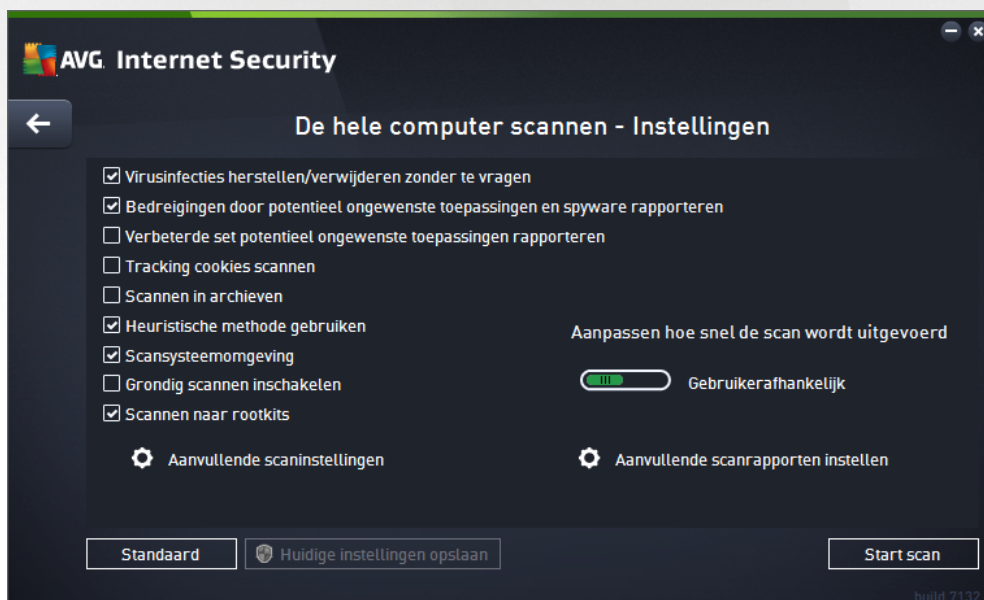 AVG. Internet Security
De hele computer scannen - Instellingen
Virusinfecties herstellen/verwijderen zonder te vragen
Bedreigingen door potentieel ongewenste toepassingen en spyware rapporteren
Verbeterde set potentieel ongewenste toepassingen rapporteren
Tracking cookies scannen
Scannen in archieven
Heuristische methode gebruiken
Scansysteemomgeving
Grondig scannen inschakelen
Scannen naar rootkits
Aanpassen hoe snel de scan wordt uitgevoerd
Gebruikerafhankelijk
Aanvullende scaninstellingen
Aanvullende scanrapporten instellen
Standaard
Huidige instellingen opslaan
Start scan
build 7132